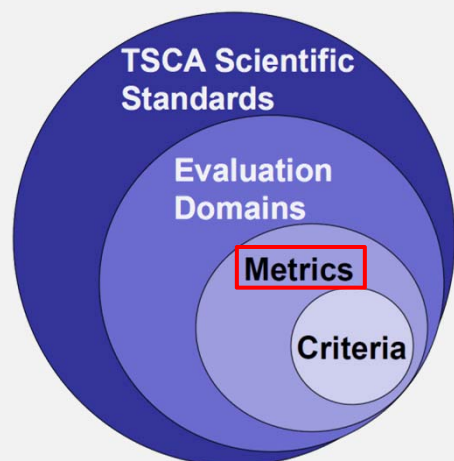 TSCA Scientific
Standards
Evaluation
Domains
Metrics
Criteria